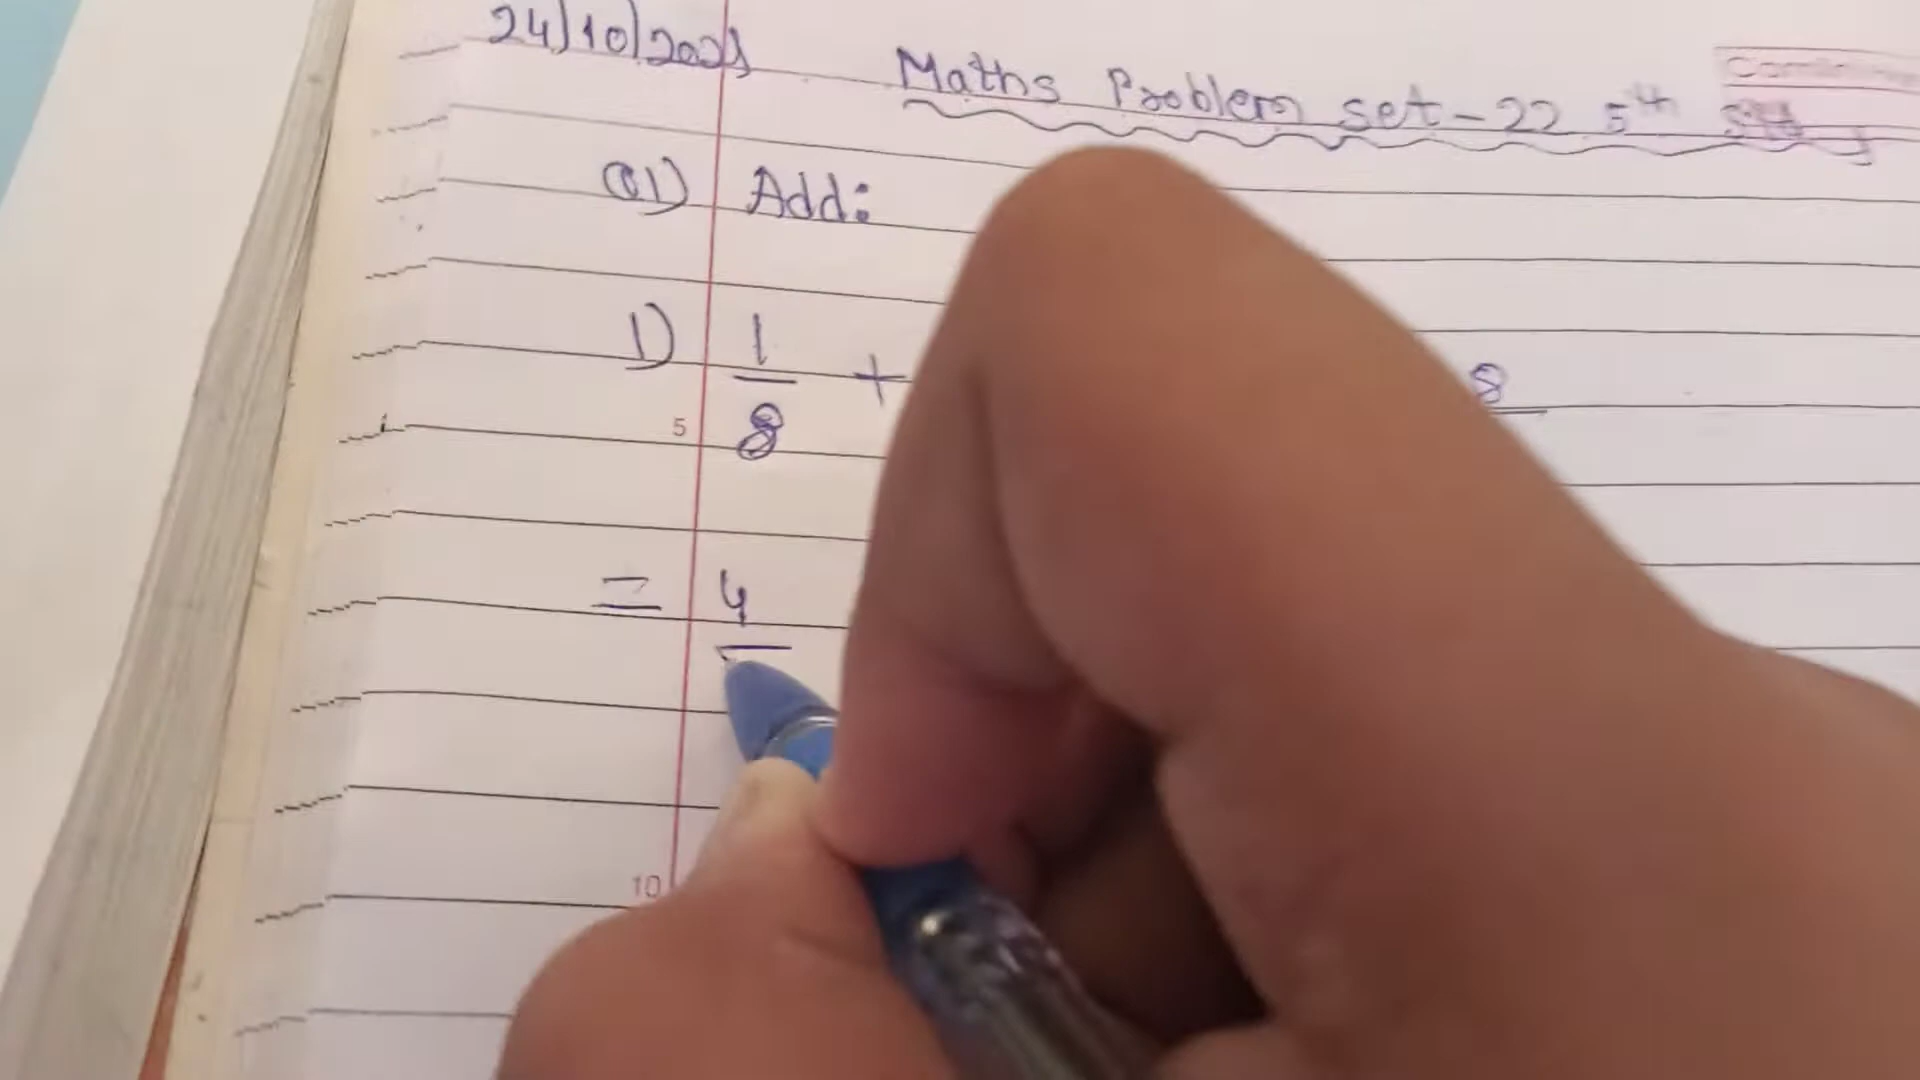 24/10/2021
Maths Problem set-22 5th
Q1) Add:
1) 1/8 +
8
5
= 4
10